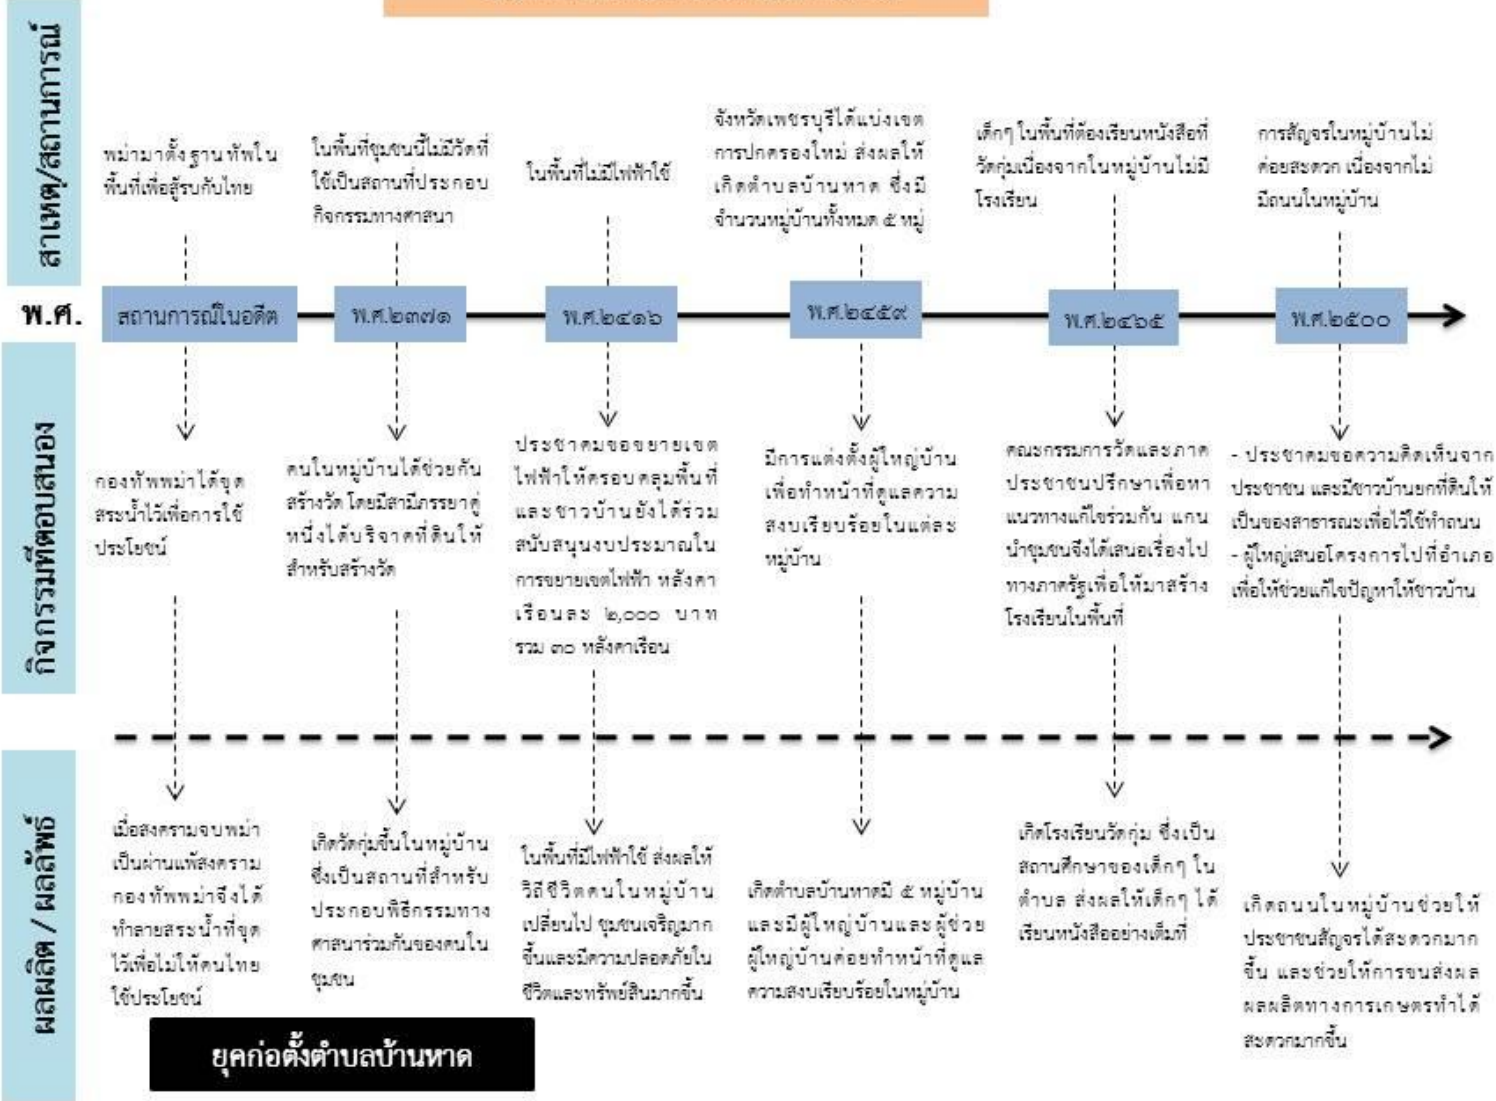 สาเหตุ/สถานการณ์
พม่ามาตั้งฐานทัพใน
พื้นที่เพื่อสู้รบกับไทย
ในพื้นที่ชุมชนนี้ไม่มีวัดที่
ใช้เป็นสถานที่ประกอบ
กิจกรรมทางศาสนา
ในพื้นที่ไม่มีไฟฟ้าใช้
จังหวัดเพชรบุรีได้แบ่งเขต
การปกครองใหม่ ส่งผลให้
เกิดตำบลบ้านหาด ซึ่งมี
จำนวนหมู่บ้านทั้งหมด ๕ หมู่
เด็กๆ ในพื้นที่ต้องเรียนหนังสือที่
วัดกุ่มเนื่องจากในหมู่บ้านไม่มี
โรงเรียน
การสัญจรในหมู่บ้านไม่
ค่อยสะดวก เนื่องจากไม่
มีถนนในหมู่บ้าน
พ.ศ.
สถานการณ์ในอดีต
พ.ศ.๒๓๗๑
พ.ศ.๒๔๑๖
พ.ศ.๒๔๕๙
พ.ศ.๒๔๖๕
พ.ศ.๒๕๐๐
กิจกรรมที่ตอบสนอง
กองทัพพม่าได้ขุด
สระน้ำไว้เพื่อการใช้
ประโยชน์
คนในหมู่บ้านได้ช่วยกัน
สร้างวัด โดยมีสามีภรรยาคู่
หนึ่งได้บริจาคที่ดินให้
สำหรับสร้างวัด
ประชาคมขอขยายเขต
ไฟฟ้าให้ครอบคลุมพื้นที่
และชาวบ้านยังได้ร่วม
สนับสนุนงบประมาณใน
การขยายเขตไฟฟ้า หลังคา
เรือนละ ๒,๐๐๐ บาท
รวม ๓๐ หลังคาเรือน
มีการแต่งตั้งผู้ใหญ่บ้าน
เพื่อทำหน้าที่ดูแลความ
สงบเรียบร้อยในแต่ละ
หมู่บ้าน
คณะกรรมการวัดและภาค
ประชาชนปรึกษาเพื่อหา
แนวทางแก้ไขร่วมกัน แกน
นำชุมชนจึงได้เสนอเรื่องไป
ทางภาครัฐเพื่อให้มาสร้าง
โรงเรียนในพื้นที่
- ประชาคมขอความคิดเห็นจาก
ประชาชน และมีชาวบ้านยกที่ดินให้
เป็นของสาธารณะเพื่อไว้ใช้ทำถนน
- ผู้ใหญ่เสนอโครงการไปที่อำเภอ
เพื่อให้ช่วยแก้ไขปัญหาให้ชาวบ้าน
ผลผลิต / ผลลัพธ์
เมื่อสงครามจบพม่า
เป็นผ่านแพ้สงคราม
กองทัพพม่าจึงได้
ทำลายสระน้ำที่ขุด
ไว้เพื่อไม่ให้คนไทย
ใช้ประโยชน์
เกิดวัดกุ่มขึ้นในหมู่บ้าน
ซึ่งเป็นสถานที่สำหรับ
ประกอบพิธีกรรมทาง
ศาสนาร่วมกันของคนใน
ชุมชน
ในพื้นที่มีไฟฟ้าใช้ ส่งผลให้
วิถีชีวิตคนในหมู่บ้าน
เปลี่ยนไป ชุมชนเจริญมาก
ขึ้นและมีความปลอดภัยใน
ชีวิตและทรัพย์สินมากขึ้น
เกิดตำบลบ้านหาดมี ๕ หมู่บ้าน
และมีผู้ใหญ่บ้านและผู้ช่วย
ผู้ใหญ่บ้านค่อยทำหน้าที่ดูแล
ความสงบเรียบร้อยในหมู่บ้าน
เกิดโรงเรียนวัดกุ่ม ซึ่งเป็น
สถานศึกษาของเด็กๆ ใน
ตำบล ส่งผลให้เด็กๆ ได้
เรียนหนังสืออย่างเต็มที่
เกิดถนนในหมู่บ้านช่วยให้
ประชาชนสัญจรได้สะดวกมาก
ขึ้น และช่วยให้การขนส่งผล
ผลผลิตทางการเกษตรทำได้
สะดวกมากขึ้น
ยุคก่อตั้งตำบลบ้านหาด